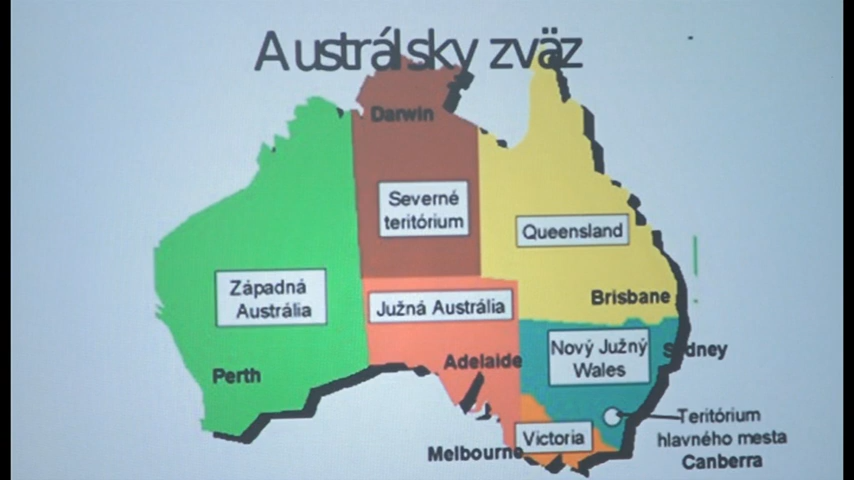 Austrálsky zväz
Darwin
Severné
teritórium
Queensland
Západná
Austrália
Južná Austrália
Brisbane
Nový Južný
Wales
Sydney
Adelaide
Perth
Teritórium
hlavného mesta
Canberra
Victoria
Melbourne